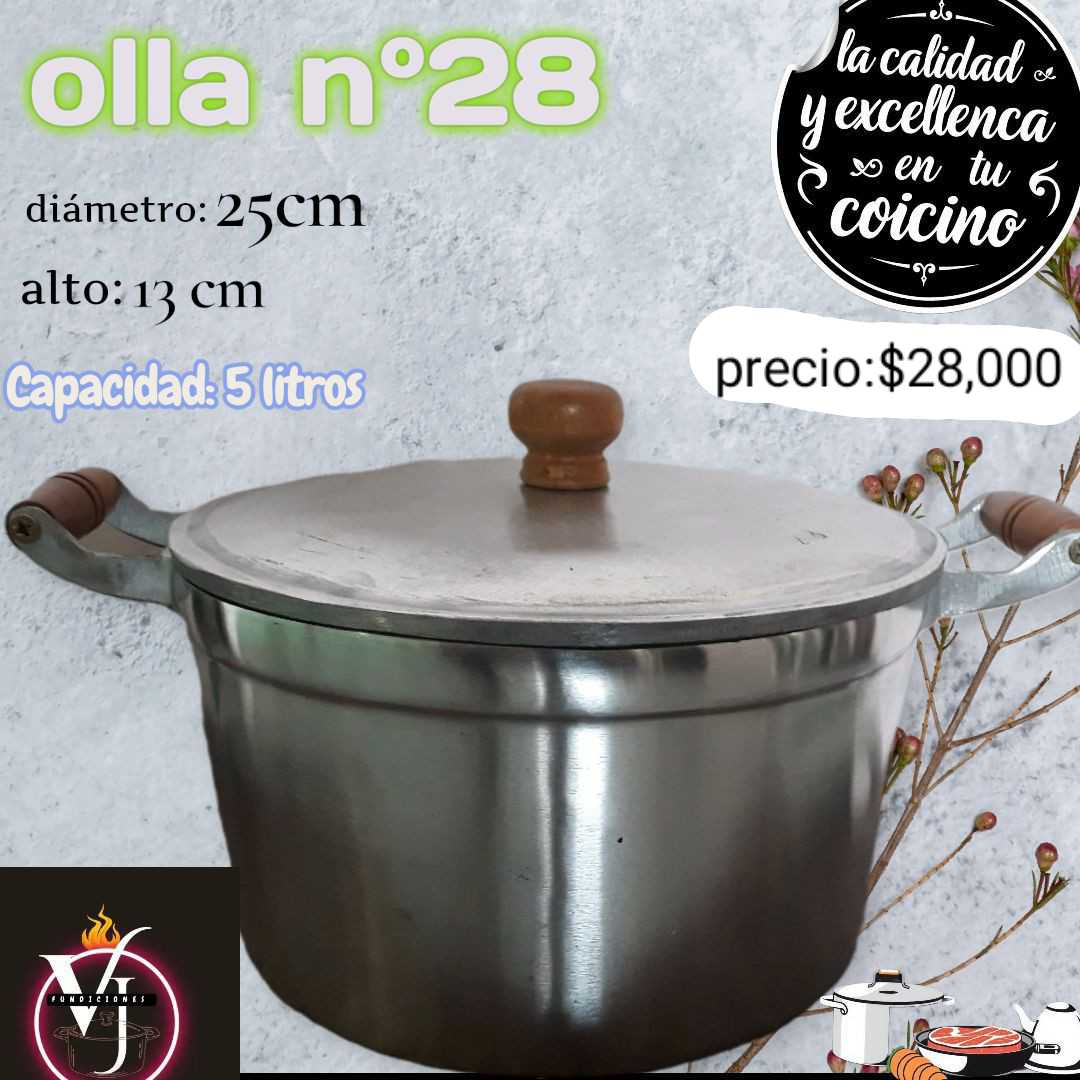 olla n°28
la calidad
y excellenca
en tu
coicino
diámetro: 25cm
alto: 13 cm
precio:$28,000
Capacidad: 5 litros
VJ
FUNDICIONES